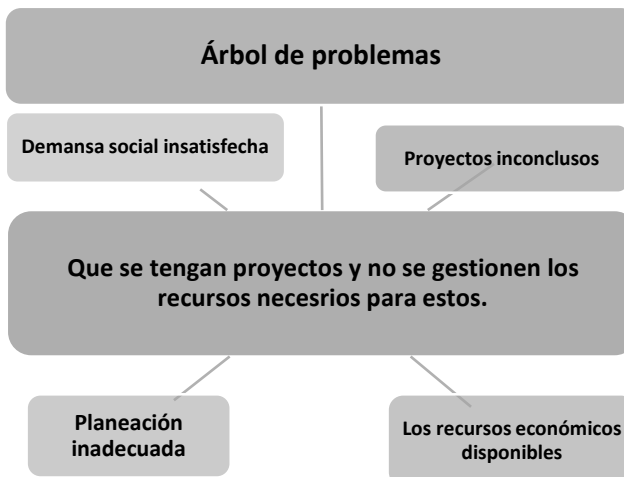 Árbol de problemas
Demansa social insatisfecha
Proyectos inconclusos
Que se tengan proyectos y no se gestionen los
recursos necesrios para estos.
Planeación
inadecuada
Los recursos económicos
disponibles